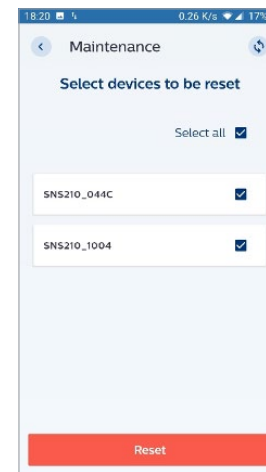 18:20 0.26 K/s 17%
Maintenance
Select devices to be reset
Select all
SNS210_044C
SNS210_1004
Reset